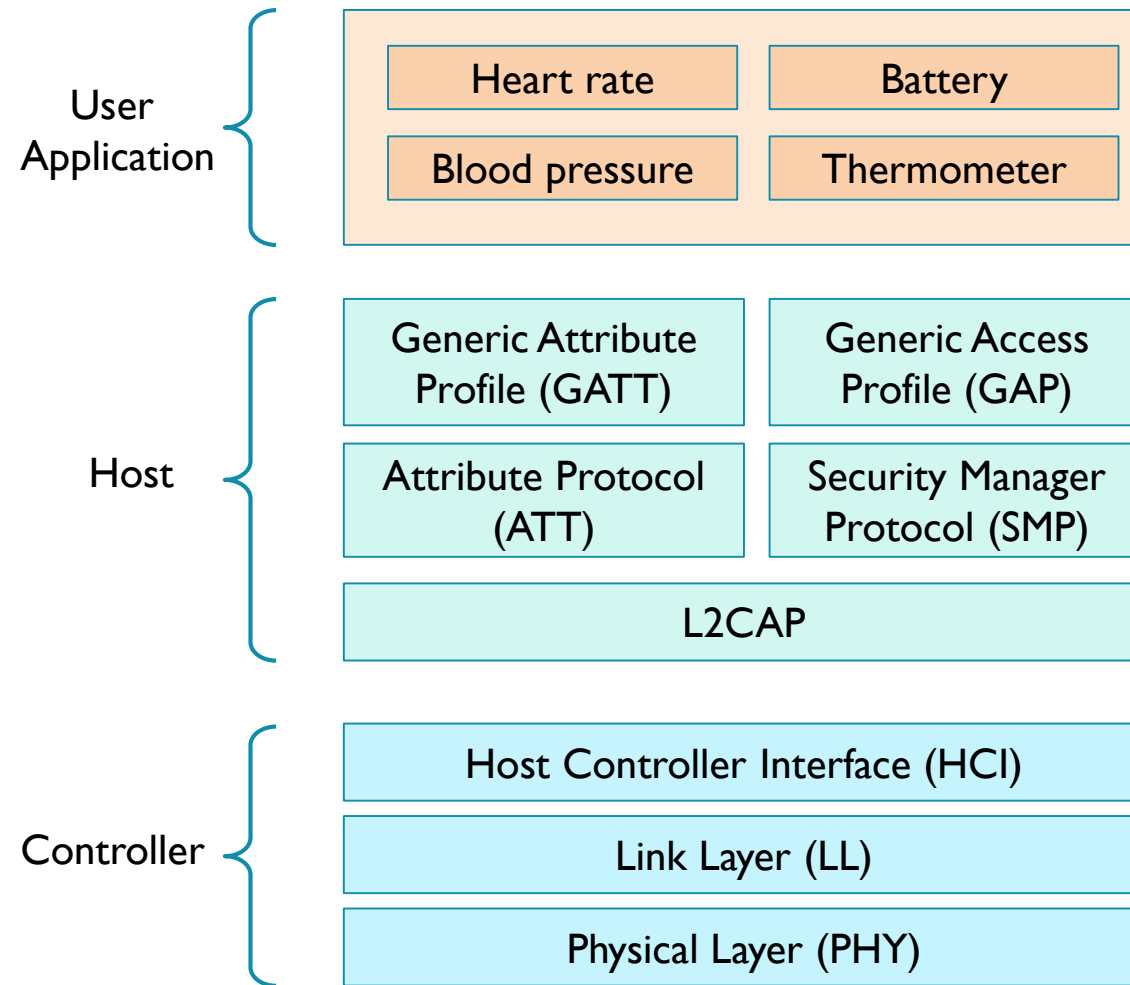 User
Application
Heart rate
Battery
Blood pressure
Thermometer
Host
Generic Attribute
Profile (GATT)
Generic Access
Profile (GAP)
Attribute Protocol
(ATT)
Security Manager
Protocol (SMP)
L2CAP
Controller
Host Controller Interface (HCI)
Link Layer (LL)
Physical Layer (PHY)